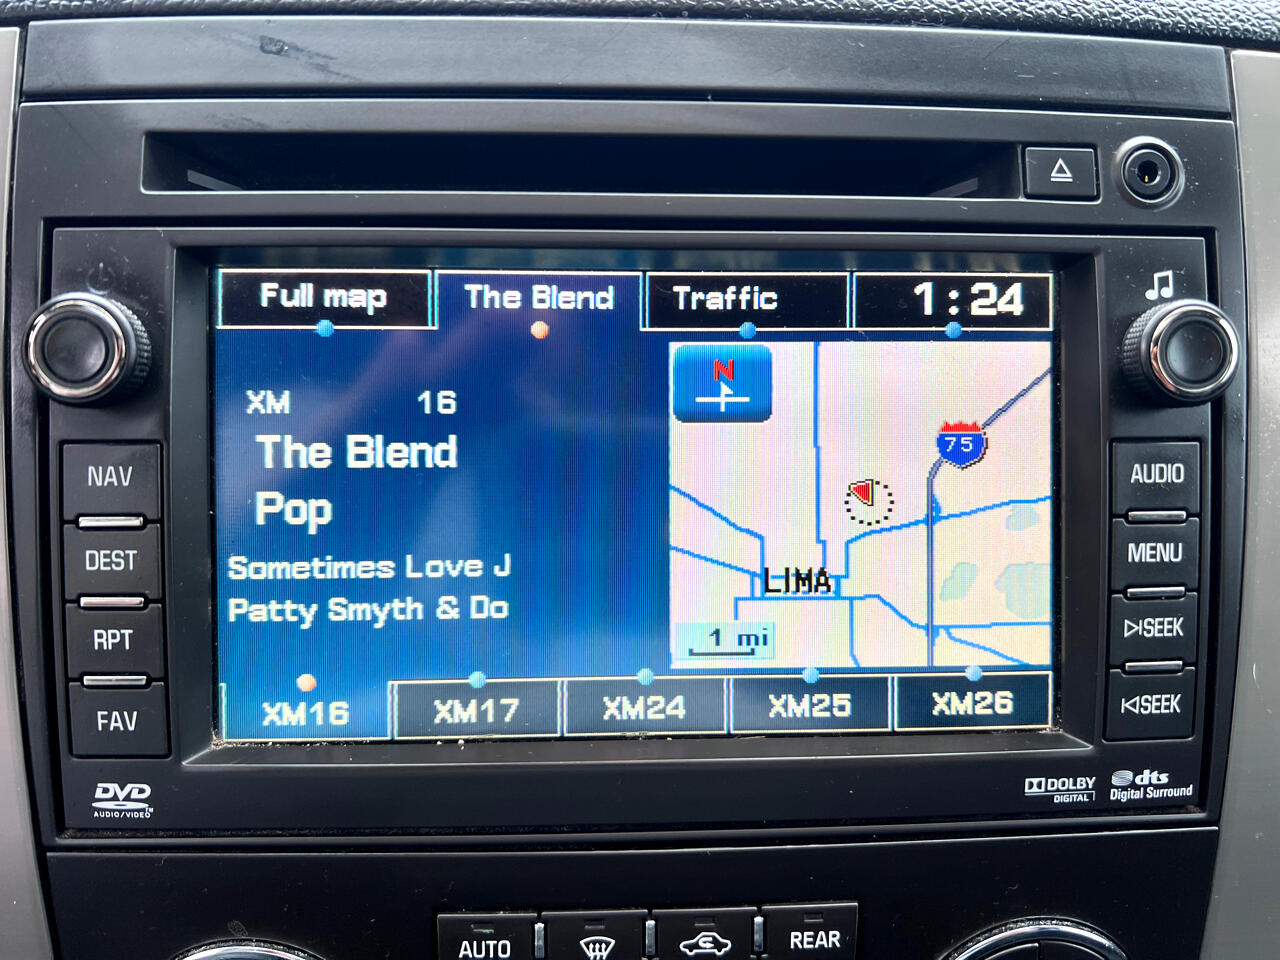 Full map
The Blend
Traffic
1:24
XM 16
The Blend
Pop
Sometimes Love J
Patty Smyth & Do
N
75
LIMA
1 mi
XM16
XM17
XM24
XM25
XM26
NAV
DEST
RPT
FAV
AUDIO
MENU
SEEK
SEEK
DVD
AUDIO/VIDEO™
DOLBY
DIGITAL
dts
Digital Surround
AUTO
REAR